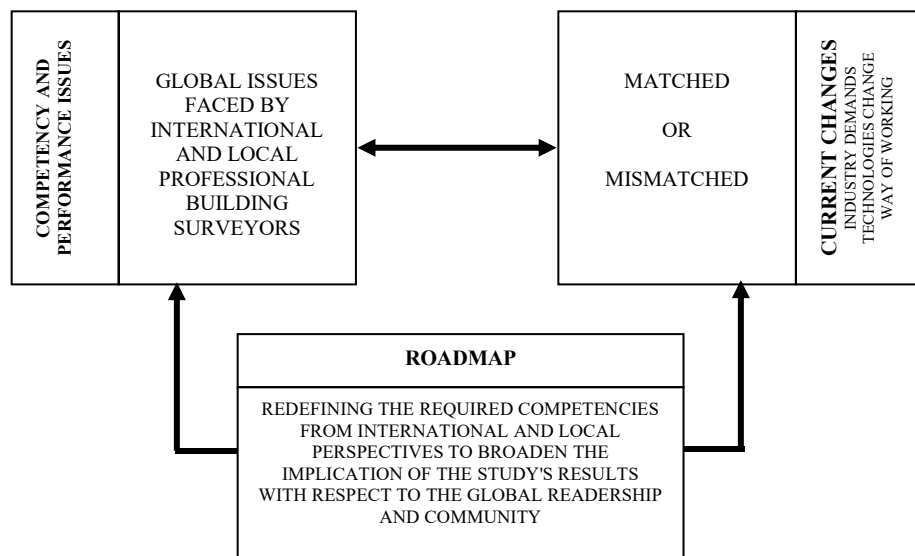 COMPETENCY AND
PERFORMANCE ISSUES
GLOBAL ISSUES
FACED BY
INTERNATIONAL
AND LOCAL
PROFESSIONAL
BUILDING
SURVEYORS
MATCHED
OR
MISMATCHED
CURRENT CHANGES
INDUSTRY DEMANDS
TECHNOLOGIES CHANGE
WAY OF WORKING
ROADMAP
REDEFINING THE REQUIRED COMPETENCIES
FROM INTERNATIONAL AND LOCAL
PERSPECTIVES TO BROADEN THE
IMPLICATION OF THE STUDY'S RESULTS
WITH RESPECT TO THE GLOBAL READERSHIP
AND COMMUNITY